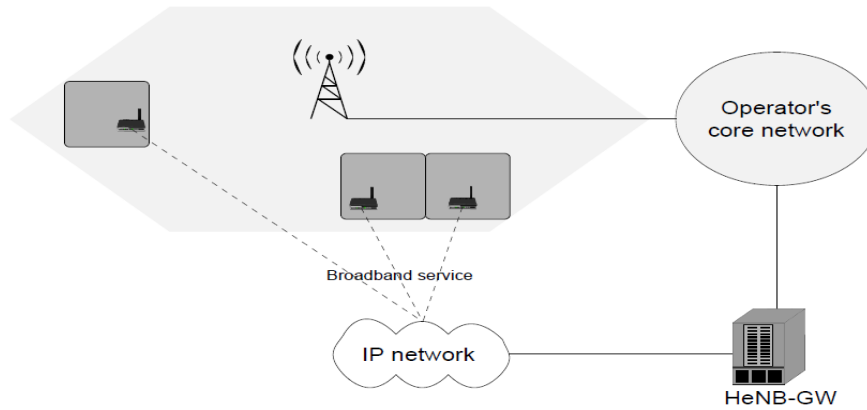 Operator's
core network
Broadband service
IP network
HeNB-GW